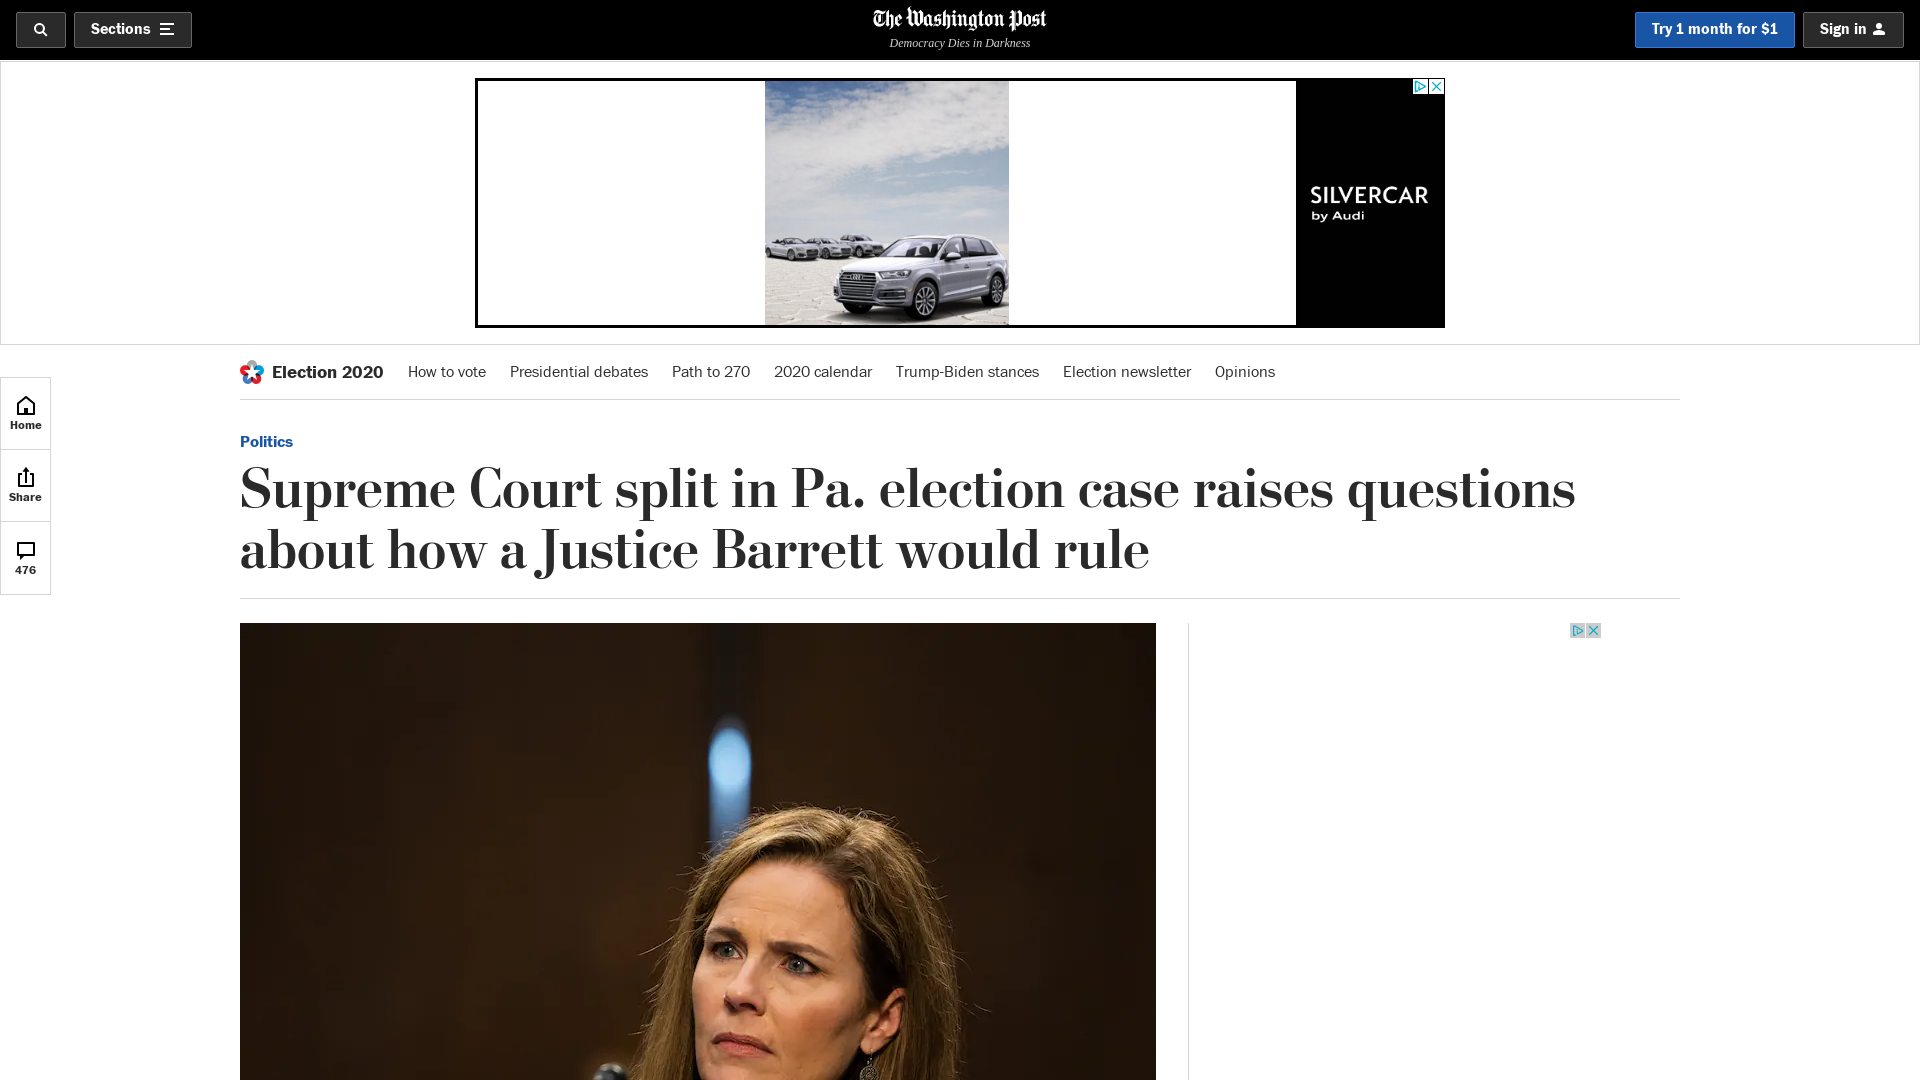 Sections
The Washington Post
Democracy Dies in Darkness
Try 1 month for $1
Sign in
SILVERCAR
by Audi
Election 2020
How to vote
Presidential debates
Path to 270
2020 calendar
Trump-Biden stances
Election newsletter
Opinions
Home
Share
476
Politics
Supreme Court split in Pa. election case raises questions
about how a Justice Barrett would rule